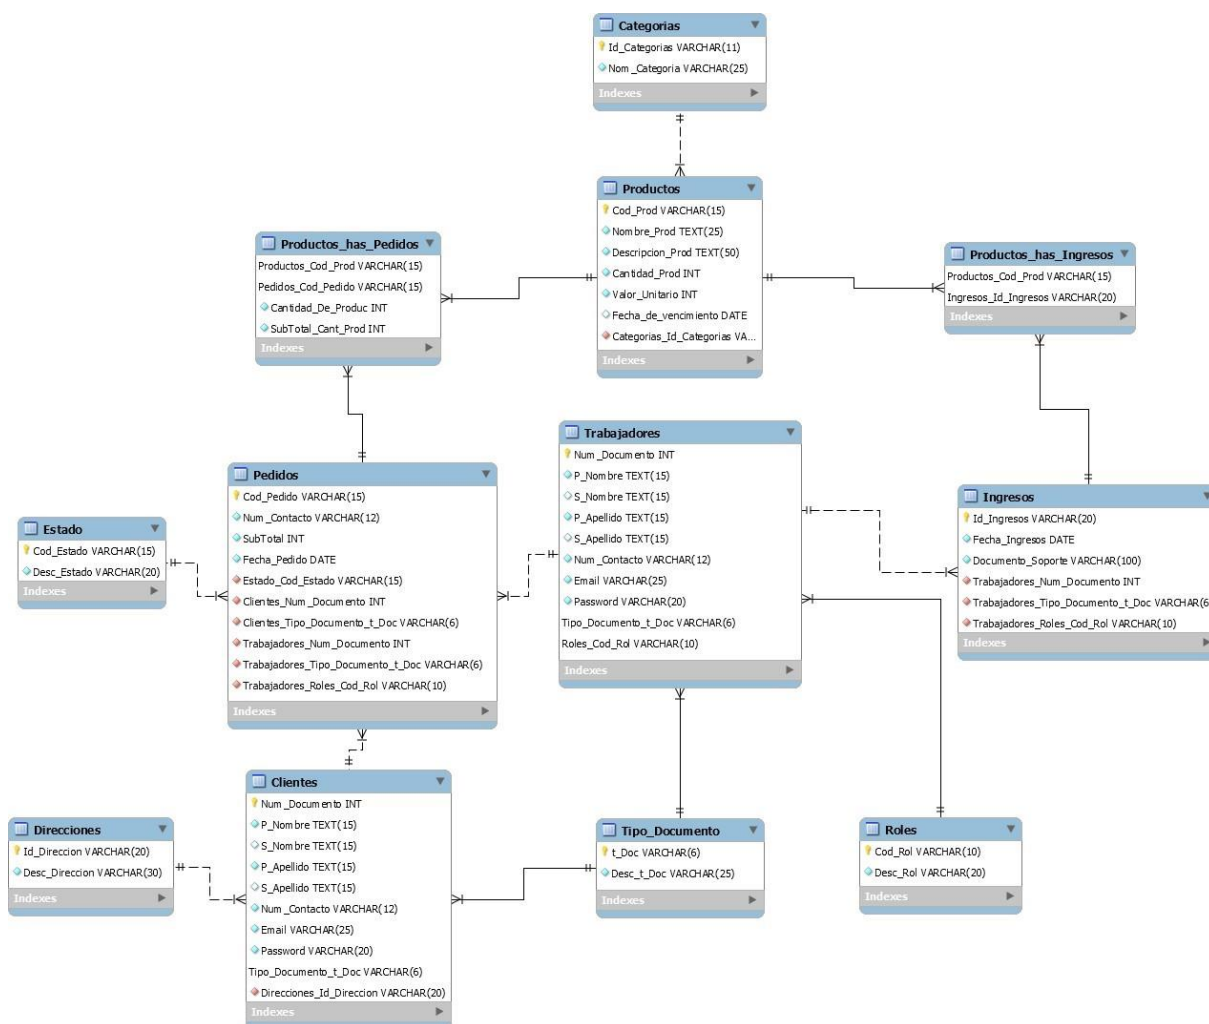 Categorias
Id_Categorias VARCHAR(11)
Nom_Categoria VARCHAR(25)
Indexes
Productos
Cod_Prod VARCHAR(15)
Nombre_Prod TEXT(25)
Descripcion_Prod TEXT(50)
Cantidad_Prod INT
Valor_Unitario INT
Fecha_de_vencimiento DATE
Categorias_Id_Categorias VA...
Indexes
Productos_has_Pedidos
Productos_Cod_Prod VARCHAR(15)
Pedidos_Cod_Pedido VARCHAR(15)
Cantidad_De_Produc INT
SubTotal_Cant_Prod INT
Indexes
Productos_has_Ingresos
Productos_Cod_Prod VARCHAR(15)
Ingresos_Id_Ingresos VARCHAR(20)
Indexes
Trabajadores
Num_Documento INT
P_Nombre TEXT(15)
S_Nombre TEXT(15)
P_Apellido TEXT(15)
S_Apellido TEXT(15)
Num_Contacto VARCHAR(12)
Email VARCHAR(25)
Password VARCHAR(20)
Tipo_Documento_t_Doc VARCHAR(6)
Roles_Cod_Rol VARCHAR(10)
Indexes
Pedidos
Cod_Pedido VARCHAR(15)
Num_Contacto VARCHAR(12)
SubTotal INT
Fecha_Pedido DATE
Estado_Cod_Estado VARCHAR(15)
Clientes_Num_Documento INT
Clientes_Tipo_Documento_t_Doc VARCHAR(6)
Trabajadores_Num_Documento INT
Trabajadores_Tipo_Documento_t_Doc VARCHAR(6)
Trabajadores_Roles_Cod_Rol VARCHAR(10)
Indexes
Ingresos
Id_Ingresos VARCHAR(20)
Fecha_Ingresos DATE
Documento_Soporte VARCHAR(100)
Trabajadores_Num_Documento INT
Trabajadores_Tipo_Documento_t_Doc VARCHAR(6
Trabajadores_Roles_Cod_Rol VARCHAR(10)
Indexes
Estado
Cod_Estado VARCHAR(15)
Desc_Estado VARCHAR(20)
Indexes
Clientes
Num_Documento INT
P_Nombre TEXT(15)
S_Nombre TEXT(15)
P_Apellido TEXT(15)
S_Apellido TEXT(15)
Num_Contacto VARCHAR(12)
Email VARCHAR(25)
Password VARCHAR(20)
Tipo_Documento_t_Doc VARCHAR(6)
Direcciones_Id_Direccion VARCHAR(20)
Indexes
Direcciones
Id_Direccion VARCHAR(20)
Desc_Direccion VARCHAR(30)
Indexes
Tipo_Documento
t_Doc VARCHAR(6)
Desc_t_Doc VARCHAR(25)
Indexes
Roles
Cod_Rol VARCHAR(10)
Desc_Rol VARCHAR(20)
Indexes